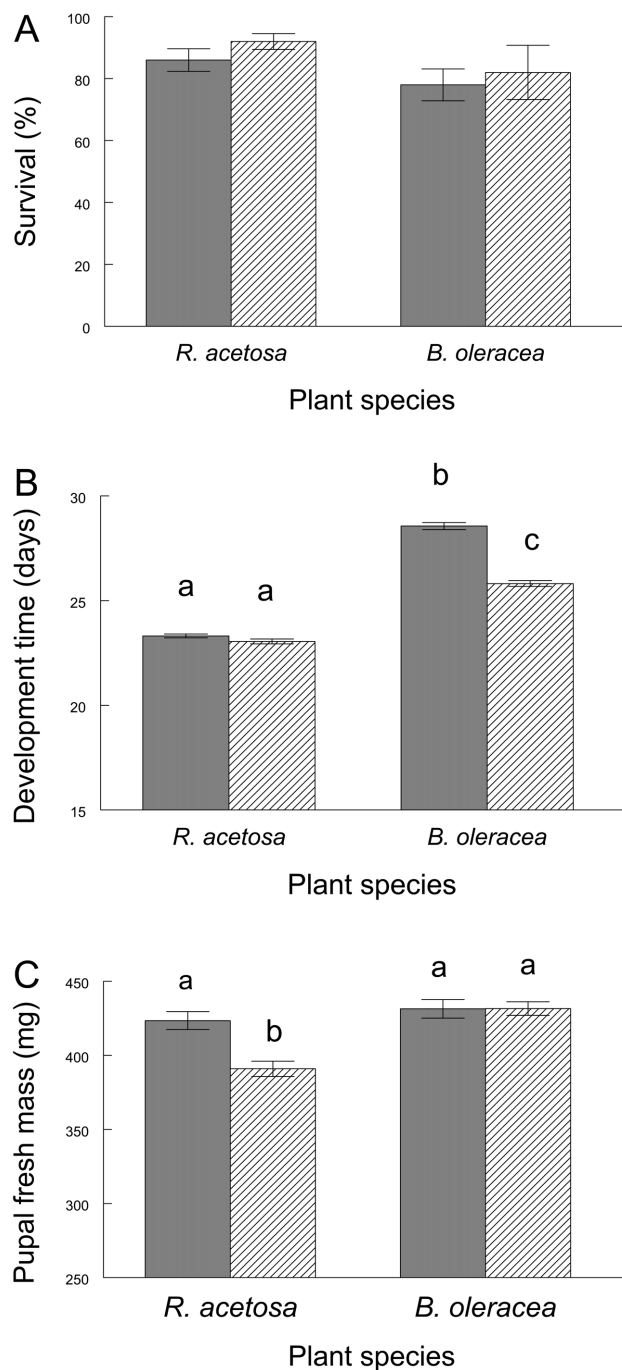 A
Survival (%)
100
80
60
40
20
0
R. acetosa B. oleracea
Plant species
B
Development time (days)
30
25
20
15
a a b c
R. acetosa B. oleracea
Plant species
C
Pupal fresh mass (mg)
450
400
350
300
250
a b a a
R. acetosa B. oleracea
Plant species